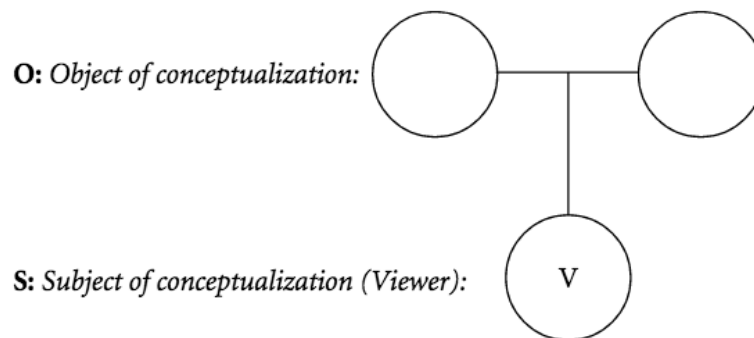 O: Object of conceptualization:
S: Subject of conceptualization (Viewer):
V